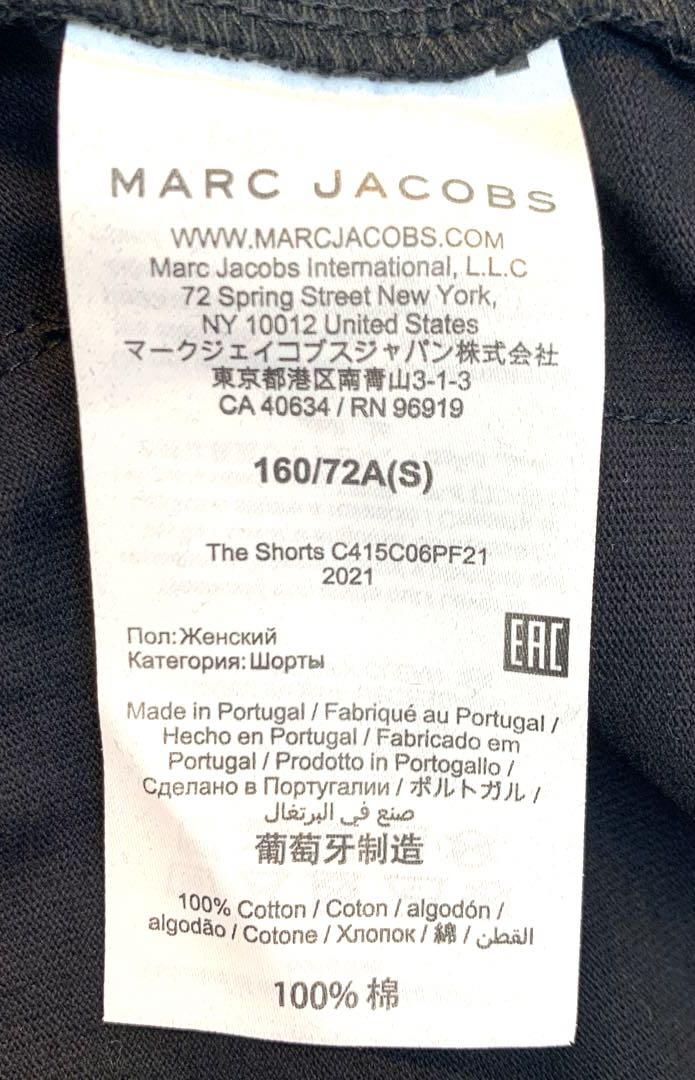 MARC JACOBS
WWW.MARCJACOBS.COM
Marc Jacobs International, L.L.C
72 Spring Street New York,
NY 10012 United States
マークジェイコブスジャパン株式会社
東京都港区南青山3-1-3
CA 40634 / RN 96919
160/72A(S)
The Shorts C415C06PF21
2021
Пол:Женский
Категория:Шорты
EAC
Made in Portugal / Fabriqué au Portugal /
Hecho en Portugal / Fabricado em
Portugal / Prodotto in Portogallo /
Сделано в Португалии / ポルトガル /
صنع في البرتغال
葡萄牙制造
100% Cotton / Coton / algodón /
algodão / Cotone / Хлопок / 綿 / القطن
100% 棉